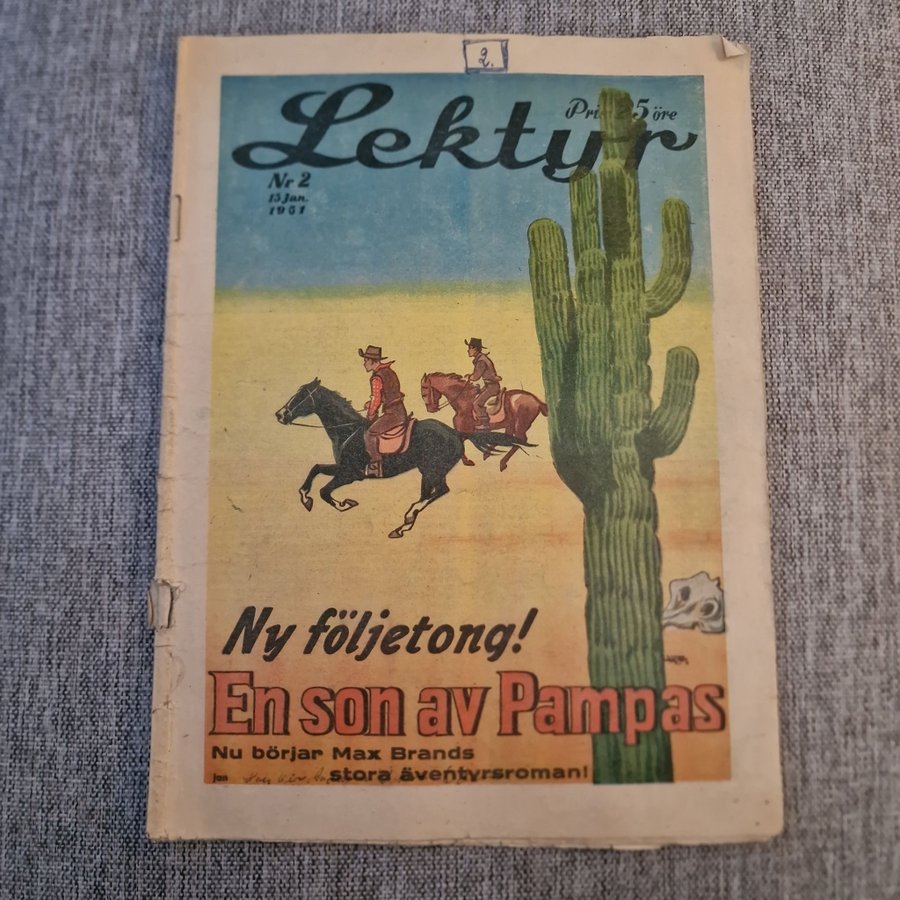 2.
Pris 25 öre
Lektyr
Nr 2
13 Jan.
1951
Ny följetong!
En son av Pampas
Nu börjar Max Brands
stora äventyrsroman!
jon